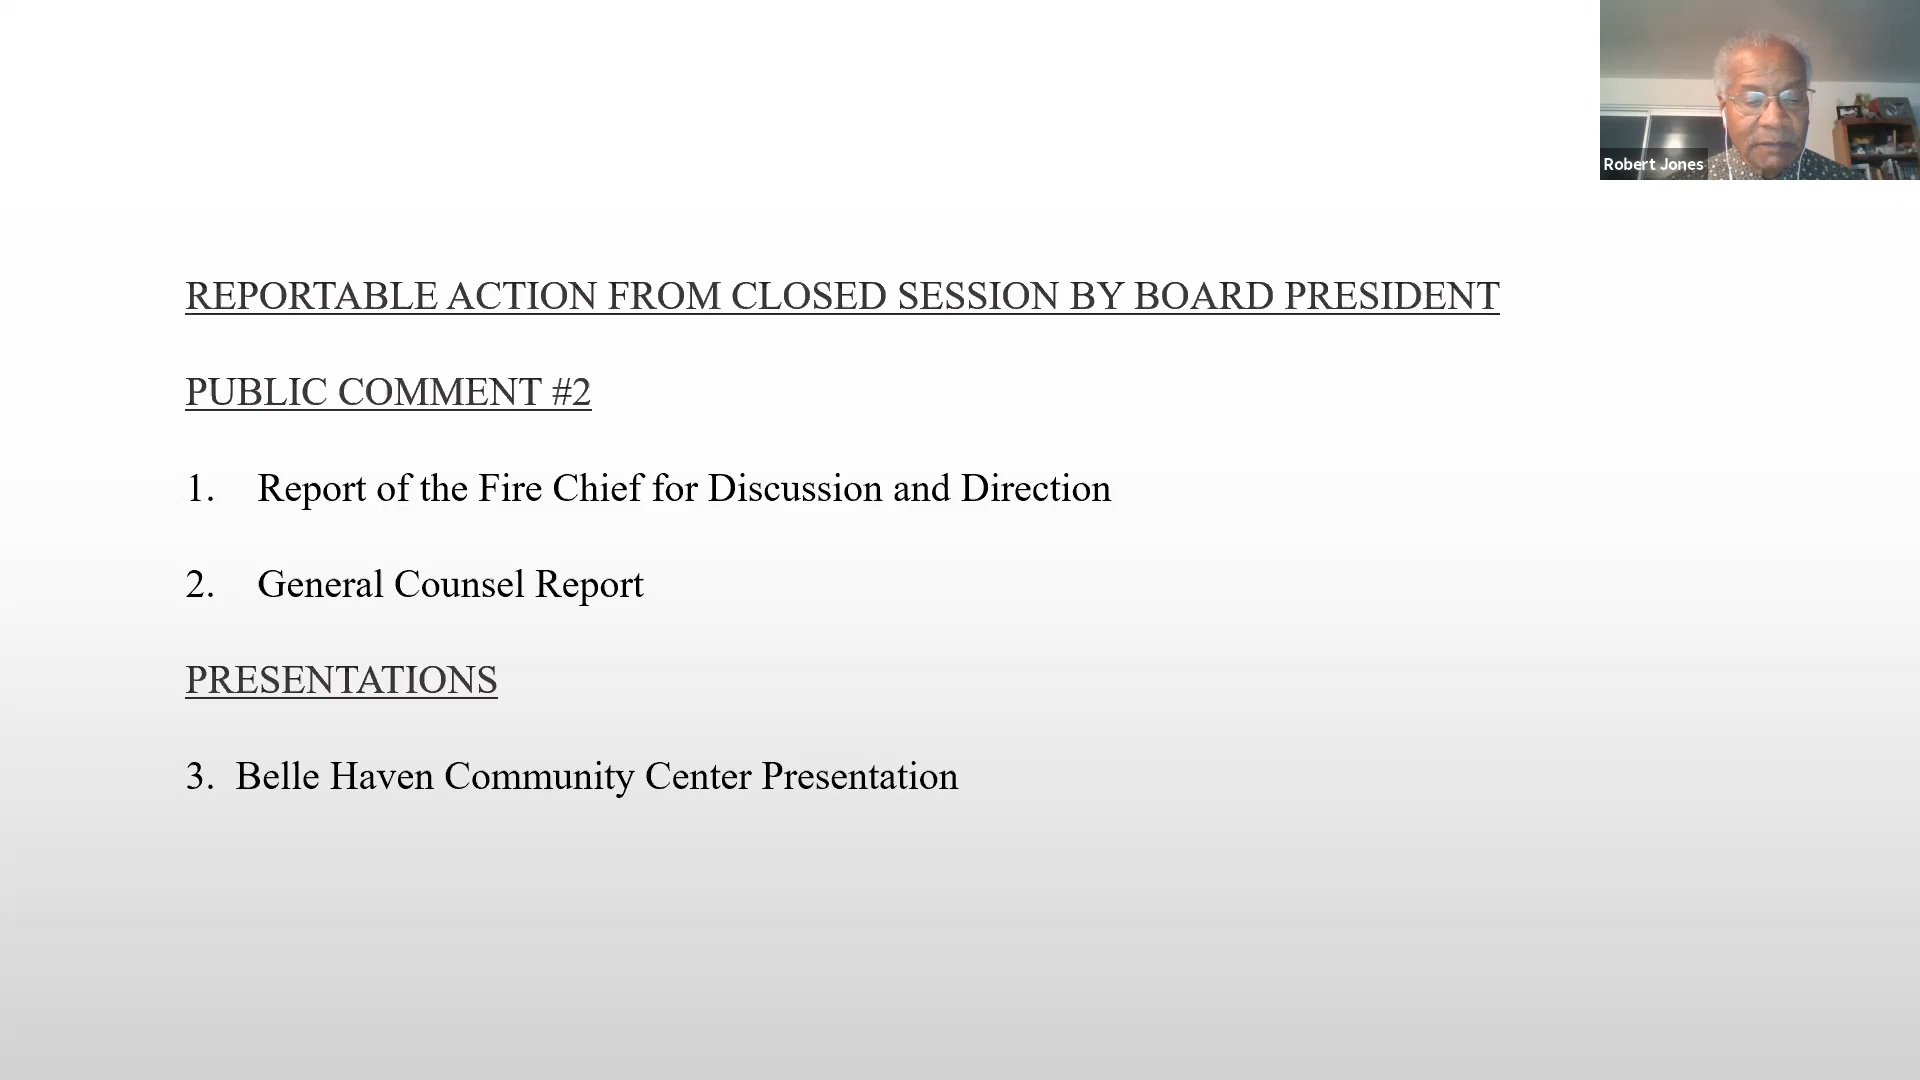 Robert Jones
REPORTABLE ACTION FROM CLOSED SESSION BY BOARD PRESIDENT
PUBLIC COMMENT #2
1. Report of the Fire Chief for Discussion and Direction
2. General Counsel Report
PRESENTATIONS
3. Belle Haven Community Center Presentation